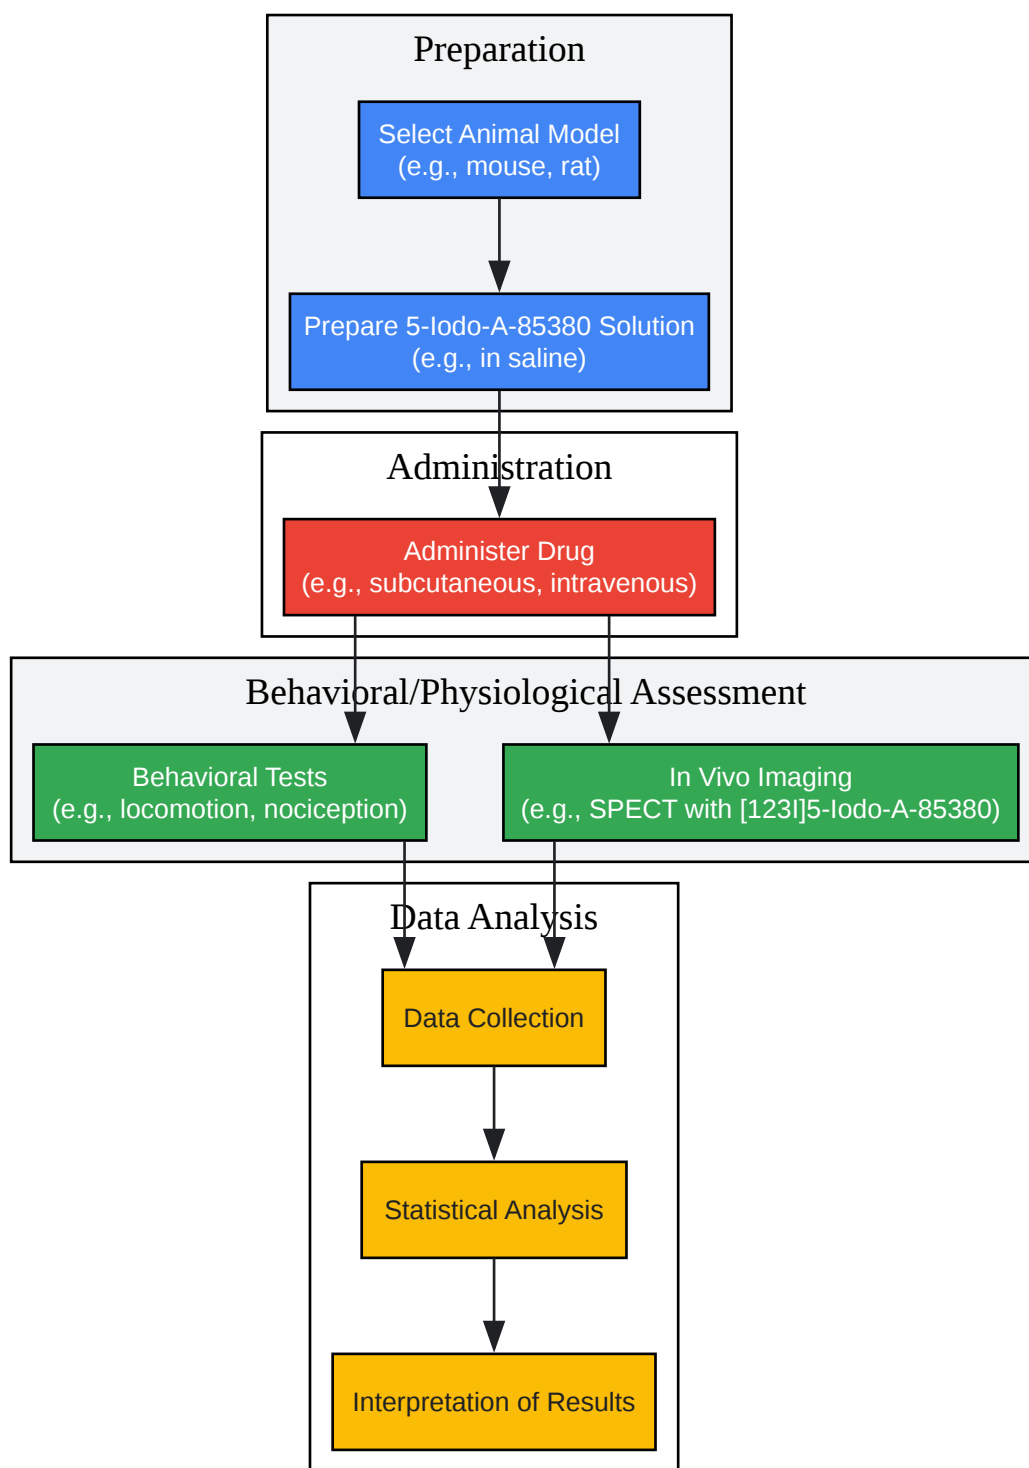 Preparation
Select Animal Model
(e.g., mouse, rat)
Prepare 5-Iodo-A-85380 Solution
(e.g., in saline)
Administration
Administer Drug
(e.g., subcutaneous, intravenous)
Behavioral/Physiological Assessment
Behavioral Tests
(e.g., locomotion, nociception)
In Vivo Imaging
(e.g., SPECT with [123I]5-Iodo-A-85380)
Data Analysis
Data Collection
Statistical Analysis
Interpretation of Results